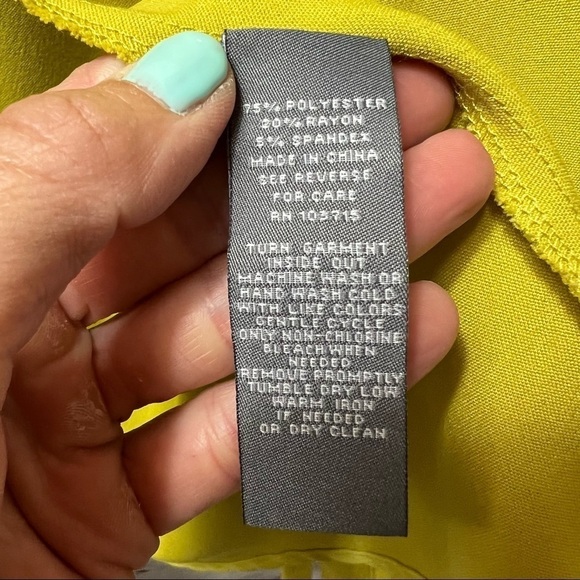 75% POLYESTER
20% RAYON
5% SPANDEX
MADE IN CHINA
SEE REVERSE
FOR CARE
RN 103715
TURN GARMENT
INSIDE OUT
MACHINE WASH OR
HAND WASH COLD
WITH LIKE COLORS
GENTLE CYCLE
ONLY NON-CHLORINE
BLEACH WHEN
NEEDED
REMOVE PROMPTLY
TUMBLE DRY LOW
WARM IRON
IF NEEDED
OR DRY CLEAN